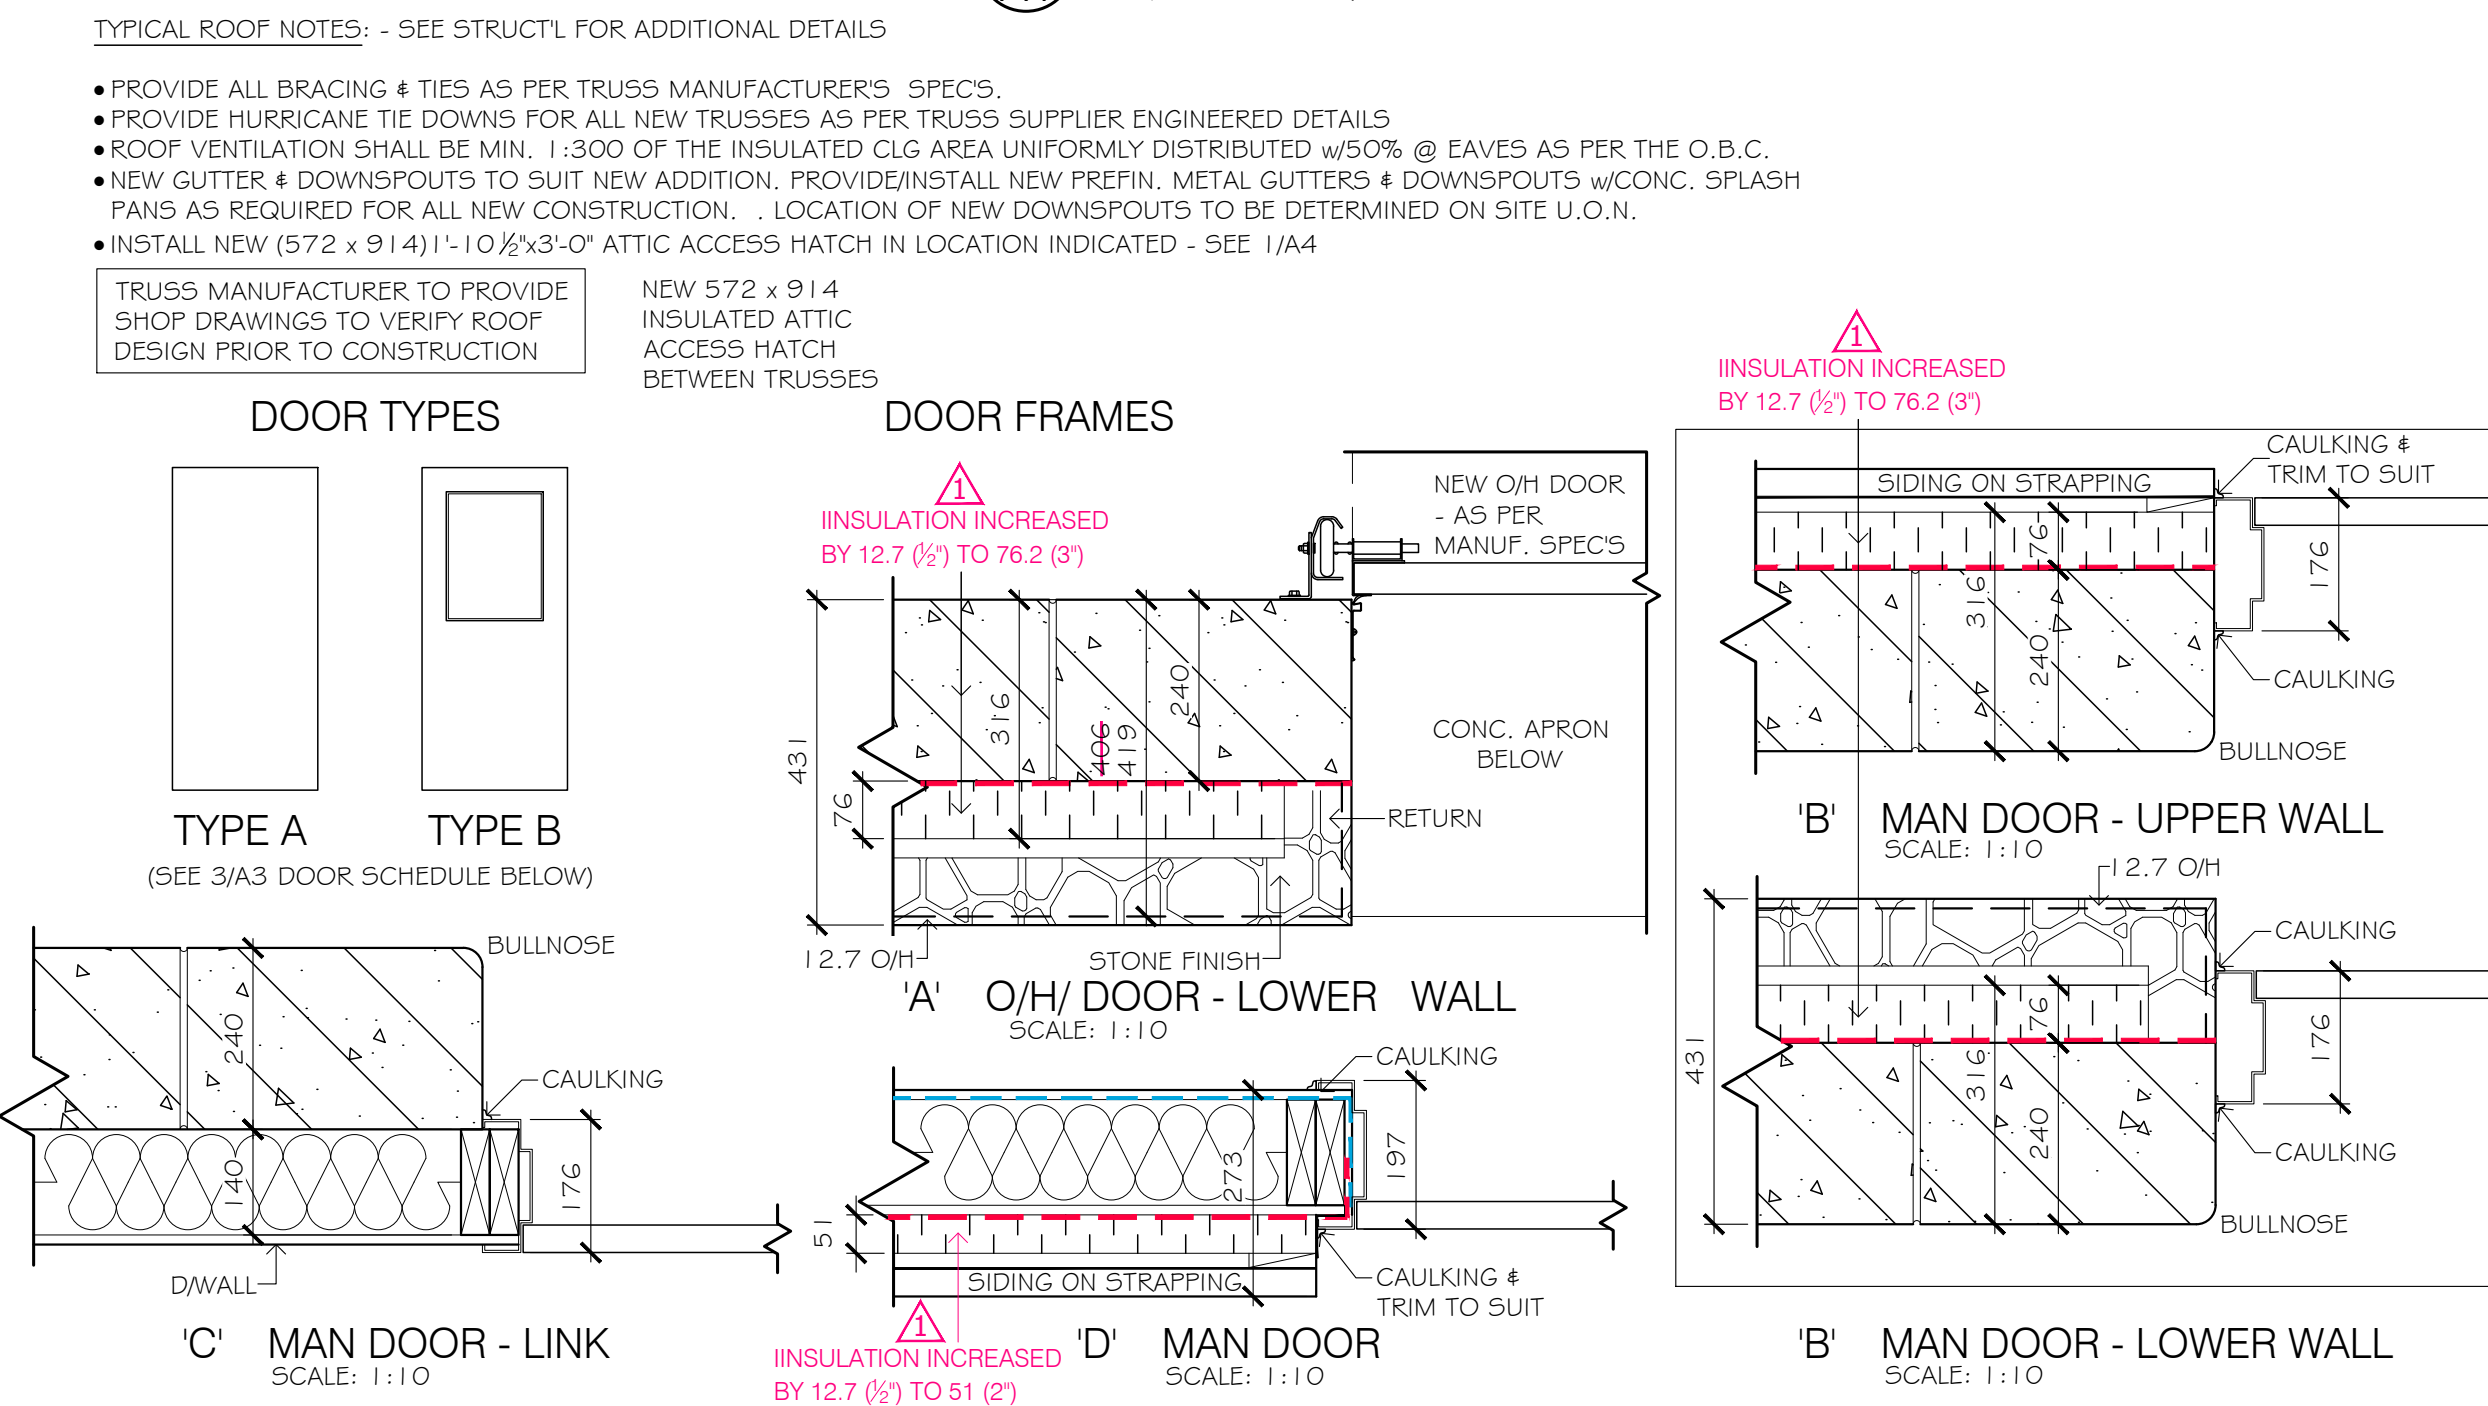 TYPICAL ROOF NOTES: - SEE STRUCT'L FOR ADDITIONAL DETAILS
• PROVIDE ALL BRACING & TIES AS PER TRUSS MANUFACTURER'S SPEC'S.
• PROVIDE HURRICANE TIE DOWNS FOR ALL NEW TRUSSES AS PER TRUSS SUPPLIER ENGINEERED DETAILS
• ROOF VENTILATION SHALL BE MIN. 1:300 OF THE INSULATED CLG AREA UNIFORMLY DISTRIBUTED w/50% @ EAVES AS PER THE O.B.C.
• NEW GUTTER & DOWNSPOUTS TO SUIT NEW ADDITION. PROVIDE/INSTALL NEW PREFIN. METAL GUTTERS & DOWNSPOUTS w/CONC. SPLASH
PANS AS REQUIRED FOR ALL NEW CONSTRUCTION. . LOCATION OF NEW DOWNSPOUTS TO BE DETERMINED ON SITE U.O.N.
• INSTALL NEW (572 x 914)1'-10½"x3'-0" ATTIC ACCESS HATCH IN LOCATION INDICATED - SEE 1/A4
TRUSS MANUFACTURER TO PROVIDE
SHOP DRAWINGS TO VERIFY ROOF
DESIGN PRIOR TO CONSTRUCTION
NEW 572 x 914
INSULATED ATTIC
ACCESS HATCH
BETWEEN TRUSSES
DOOR TYPES
TYPE A
TYPE B
(SEE 3/A3 DOOR SCHEDULE BELOW)
DOOR FRAMES
1
IINSULATION INCREASED
BY 12.7 (½") TO 76.2 (3")
NEW O/H DOOR
- AS PER
MANUF. SPEC'S
431
76
316
406
419
240
CONC. APRON
BELOW
RETURN
12.7 O/H
STONE FINISH
'A' O/H/ DOOR - LOWER WALL
SCALE: 1:10
1
IINSULATION INCREASED
BY 12.7 (½") TO 76.2 (3")
CAULKING &
TRIM TO SUIT
SIDING ON STRAPPING
76
316
240
176
CAULKING
BULLNOSE
'B' MAN DOOR - UPPER WALL
SCALE: 1:10
12.7 O/H
CAULKING
431
76
316
240
176
CAULKING
BULLNOSE
'B' MAN DOOR - LOWER WALL
SCALE: 1:10
BULLNOSE
240
CAULKING
140
176
D/WALL
'C' MAN DOOR - LINK
SCALE: 1:10
CAULKING
273
197
51
SIDING ON STRAPPING
CAULKING &
TRIM TO SUIT
1
IINSULATION INCREASED
BY 12.7 (½") TO 51 (2")
'D' MAN DOOR
SCALE: 1:10